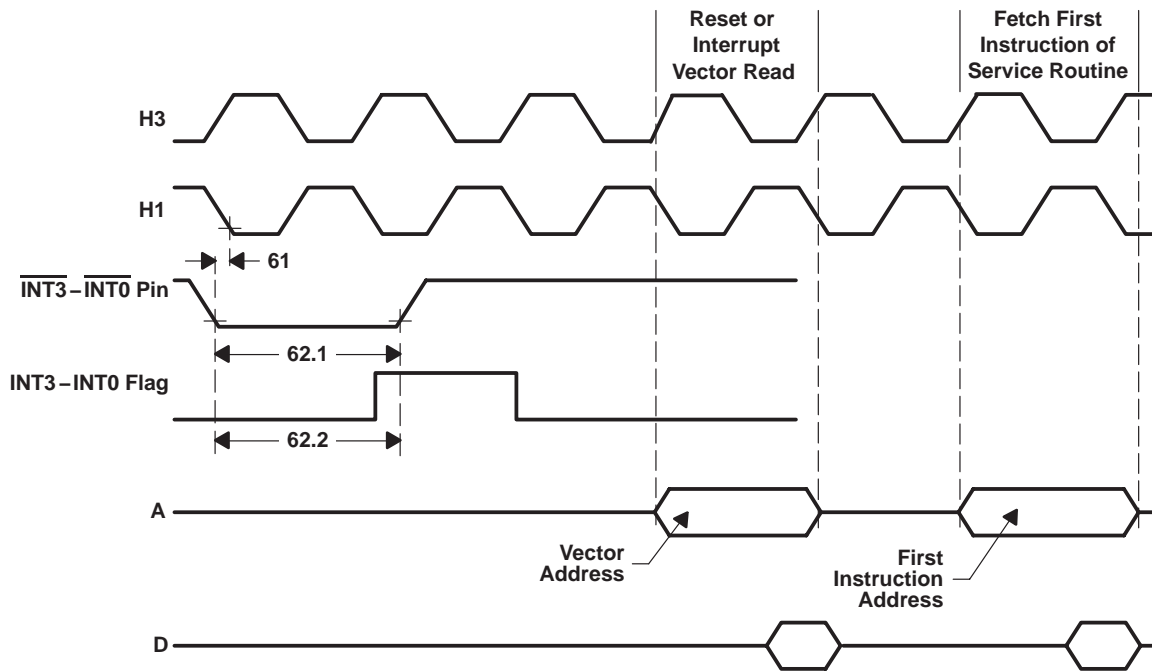 Reset or
Interrupt
Vector Read
Fetch First
Instruction of
Service Routine
H3
H1
61
INT3–INT0 Pin
62.1
INT3–INT0 Flag
62.2
A
Vector
Address
First
Instruction
Address
D